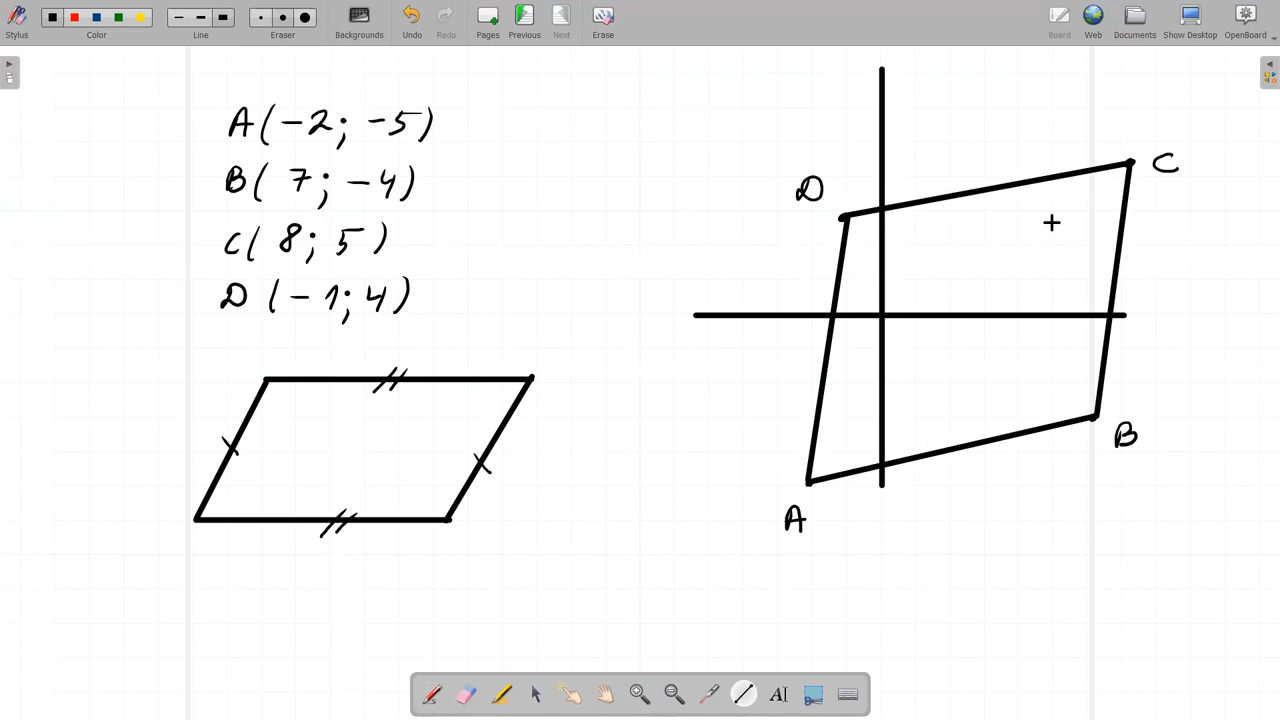 Stylus
Color
Line
Eraser
Backgrounds
Undo
Redo
Pages
Previous
Next
Erase
Board
Web
Documents
Show Desktop
OpenBoard
A(-2; -5)
B(7; -4)
C(8; 5)
D(-1; 4)
D
C
B
A
AI